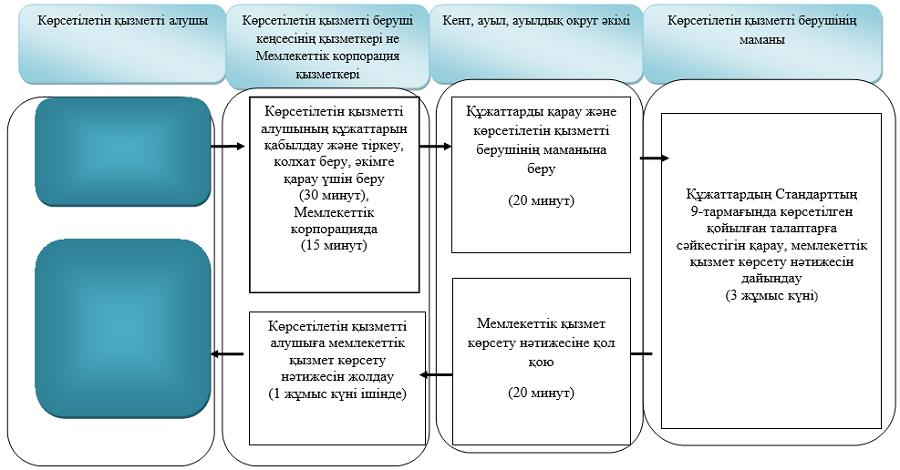 Көрсетілетін қызметті алушы
Көрсетілетін қызметті беруші
кеңсесінің қызметкері не
Мемлекеттік корпорация
қызметкері
Кент, ауыл, ауылдық округ әкімі
Көрсетілетін қызметті берушінің
маманы
Көрсетілетін қызметті
алушының құжаттарын
қабылдау және тіркеу,
колхат беру, әкімге
қарау үшін беру
(30 минут),
Мемлекеттік
корпорацияда
(15 минут)
Құжаттарды қарау және
көрсетілетін қызметті
берушінің маманына
беру
(20 минут)
Құжаттардың Стандарттың
9-тармағында көрсетілген
қойылған талаптарға
сәйкестігін қарау, мемлекеттік
қызмет көрсету нәтижесін
дайындау
(3 жұмыс күні)
Мемлекеттік қызмет
көрсету нәтижесіне қол
қою
(20 минут)
Көрсетілетін қызметті
алушыға мемлекеттік
қызмет көрсету
нәтижесін жолдау
(1 жұмыс күні ішінде)